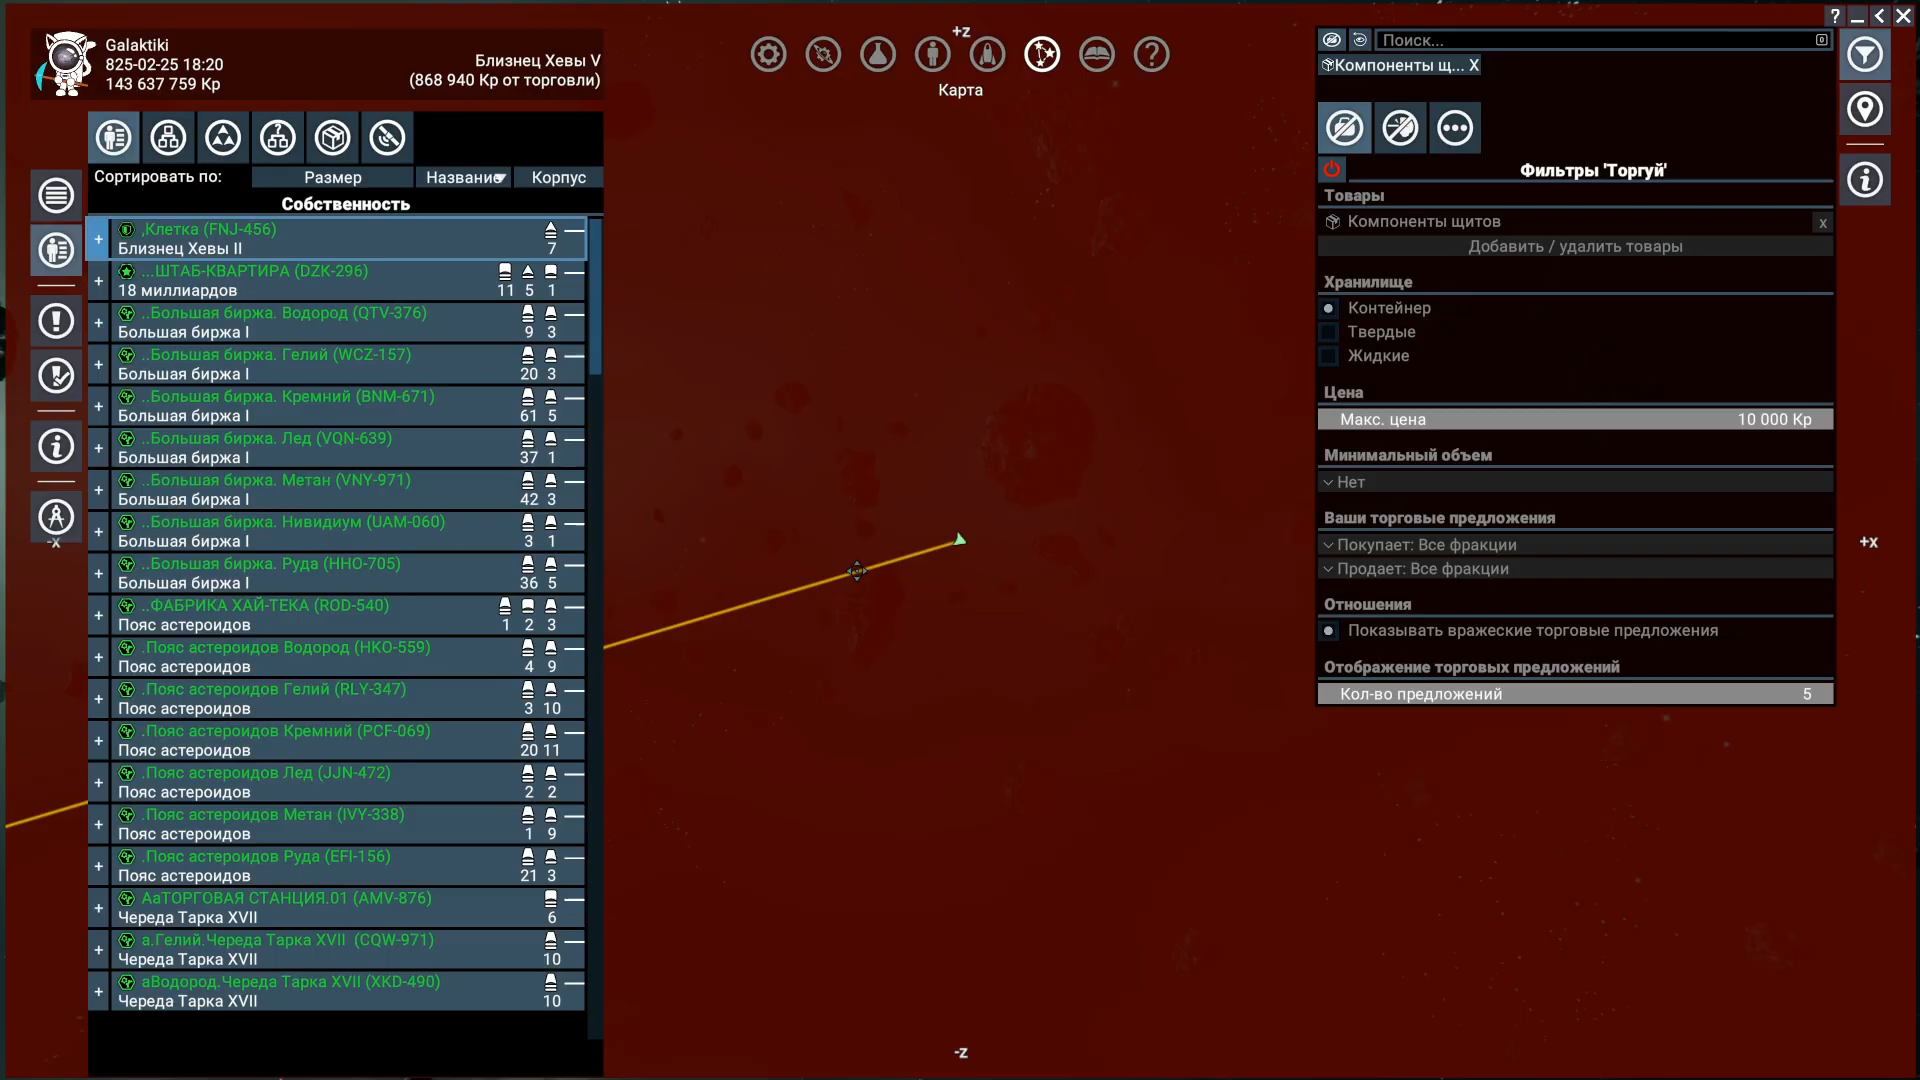 Galaktiki
825-02-25 18:20
143 637 759 Кр
Близнец Хевы V
(868 940 Кр от торговли)
+z
Карта
Сортировать по:
Размер
Название
Корпус
Собственность
,Клетка (FNJ-456)
Близнец Хевы II
7
...ШТАБ-КВАРТИРА (DZK-296)
18 миллиардов
11 5 1
..Большая биржа. Водород (QTV-376)
Большая биржа I
9 3
..Большая биржа. Гелий (WCZ-157)
Большая биржа I
20 3
..Большая биржа. Кремний (BNM-671)
Большая биржа I
61 5
..Большая биржа. Лед (VQN-639)
Большая биржа I
37 1
..Большая биржа. Метан (VNY-971)
Большая биржа I
42 3
..Большая биржа. Нивидиум (UAM-060)
Большая биржа I
3 1
..Большая биржа. Руда (HHO-705)
Большая биржа I
36 5
..ФАБРИКА ХАЙ-ТЕКА (ROD-540)
Пояс астероидов
1 2 3
.Пояс астероидов Водород (HKO-559)
Пояс астероидов
4 9
.Пояс астероидов Гелий (RLY-347)
Пояс астероидов
3 10
.Пояс астероидов Кремний (PCF-069)
Пояс астероидов
20 11
.Пояс астероидов Лед (JJN-472)
Пояс астероидов
2 2
.Пояс астероидов Метан (IVY-338)
Пояс астероидов
1 9
.Пояс астероидов Руда (EFI-156)
Пояс астероидов
21 3
АаТОРГОВАЯ СТАНЦИЯ.01 (AMV-876)
Череда Тарка XVII
6
а.Гелий.Череда Тарка XVII (CQW-971)
Череда Тарка XVII
10
аВодород.Череда Тарка XVII (XKD-490)
Череда Тарка XVII
10
-x
+x
-z
Поиск...
Компоненты щ... X
Фильтры 'Торгуй'
Товары
Компоненты щитов
x
Добавить / удалить товары
Хранилище
Контейнер
Твердые
Жидкие
Цена
Макс. цена
10 000 Кр
Минимальный объем
Нет
Ваши торговые предложения
Покупает: Все фракции
Продает: Все фракции
Отношения
Показывать вражеские торговые предложения
Отображение торговых предложений
Кол-во предложений
5